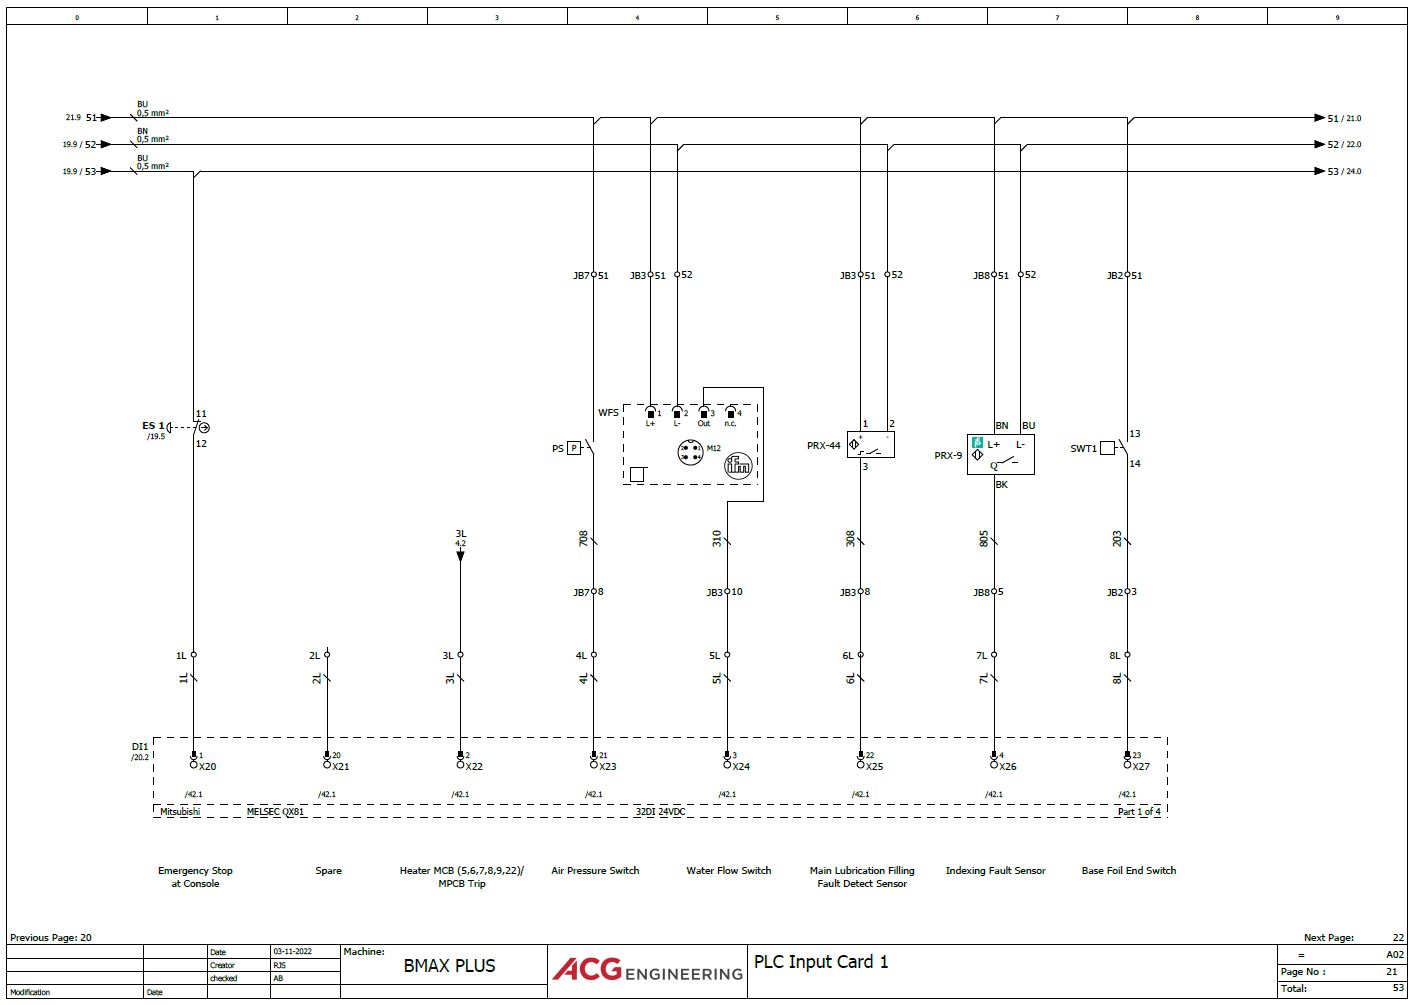 0 1 2 3 4 5 6 7 8 9
BU
21.9 51 0,5 mm² 51 / 21.0
BN
19.9 / 52 0,5 mm² 52 / 22.0
BU
19.9 / 53 0,5 mm² 53 / 24.0
JB7 51 JB3 51 52 JB3 51 52 JB8 51 52 JB2 51
11
ES 1
/19.5
12
WFS 1 2 3 4
L+ L- Out n.c.
PS P
M12
2 1
3 4
ifm
1 2
+ -
PRX-44
3
BN BU
L+ L-
PRX-9
Q
BK
13
SWT1
14
3L
4.2
708 310 308 805 203
JB7 8 JB3 10 JB3 8 JB8 5 JB2 3
1L 2L 3L 4L 5L 6L 7L 8L
1L 2L 3L 4L 5L 6L 7L 8L
DI1
/20.2
1 20 2 21 3 22 4 23
X20 X21 X22 X23 X24 X25 X26 X27
/42.1 /42.1 /42.1 /42.1 /42.1 /42.1 /42.1 /42.1
Mitsubishi MELSEC QX81 32DI 24VDC Part 1 of 4
Emergency Stop
at Console
Spare
Heater MCB (5,6,7,8,9,22)/
MPCB Trip
Air Pressure Switch
Water Flow Switch
Main Lubrication Filling
Fault Detect Sensor
Indexing Fault Sensor
Base Foil End Switch
Previous Page: 20 Next Page: 22
Date 03-11-2022
Creator RJS
checked AB
Modification Date
Machine:
BMAX PLUS
ACG ENGINEERING
PLC Input Card 1
= A02
Page No : 21
Total: 53